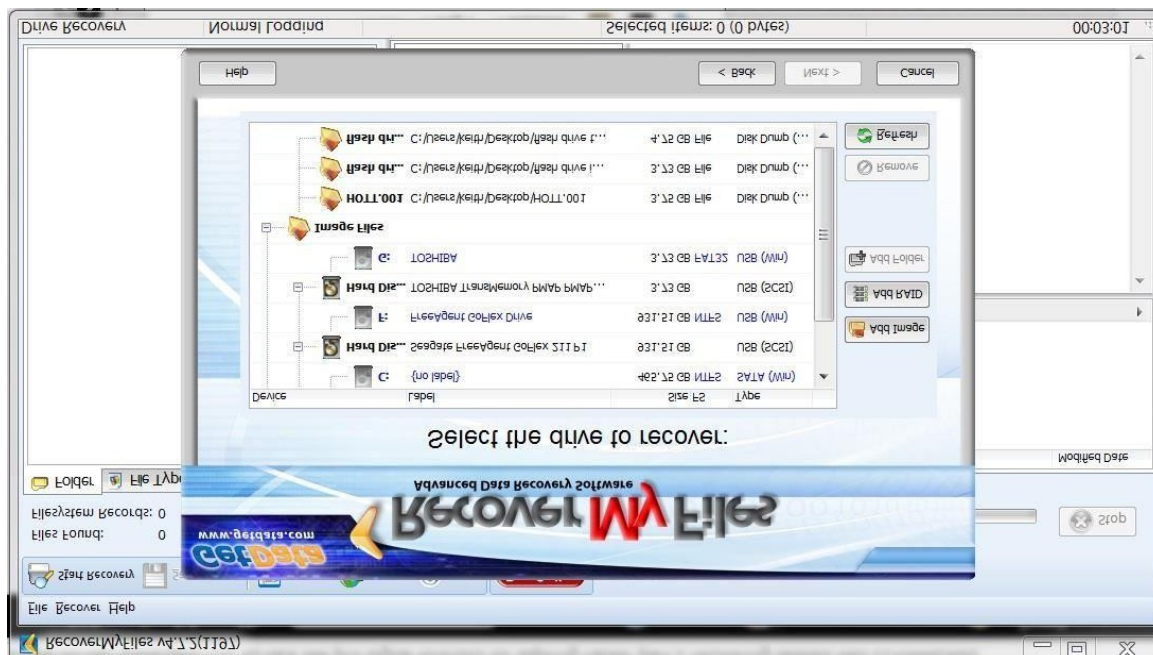 RecoverMyFiles v4.7.2(1197)
File Recover Help
Start Recovery
Stop
Files Found: 0
Filesystem Records: 0
Folder File Type
Modified Date
GetData
www.getdata.com
Recover My Files
Advanced Data Recovery Software
Select the drive to recover:
Device Label Size FS Type
C: {no label} 465.75 GB NTFS SATA (Win)
Hard Dis... Seagate FreeAgent GoFlex 211P1 931.51 GB USB (SCSI)
F: FreeAgent GoFlex Drive 931.51 GB NTFS USB (Win)
Hard Dis... TOSHIBA TransMemory PMAP PMAP... 3.73 GB USB (SCSI)
G: TOSHIBA 3.73 GB FAT32 USB (Win)
Image Files
HOTT.001 C:\Users\keith\Desktop\HOTT.001 3.75 GB File Disk Dump (...
flash dri... C:\Users\keith\Desktop\flash drive i... 3.73 GB File Disk Dump (...
flash dri... C:\Users\keith\Desktop\flash drive t... 4.75 GB File Disk Dump (...
Add Image
Add RAID
Add Folder
Remove
Refresh
Help < Back Next > Cancel
Drive Recovery Normal Logging Selected items: 0 (0 bytes) 00:03:01